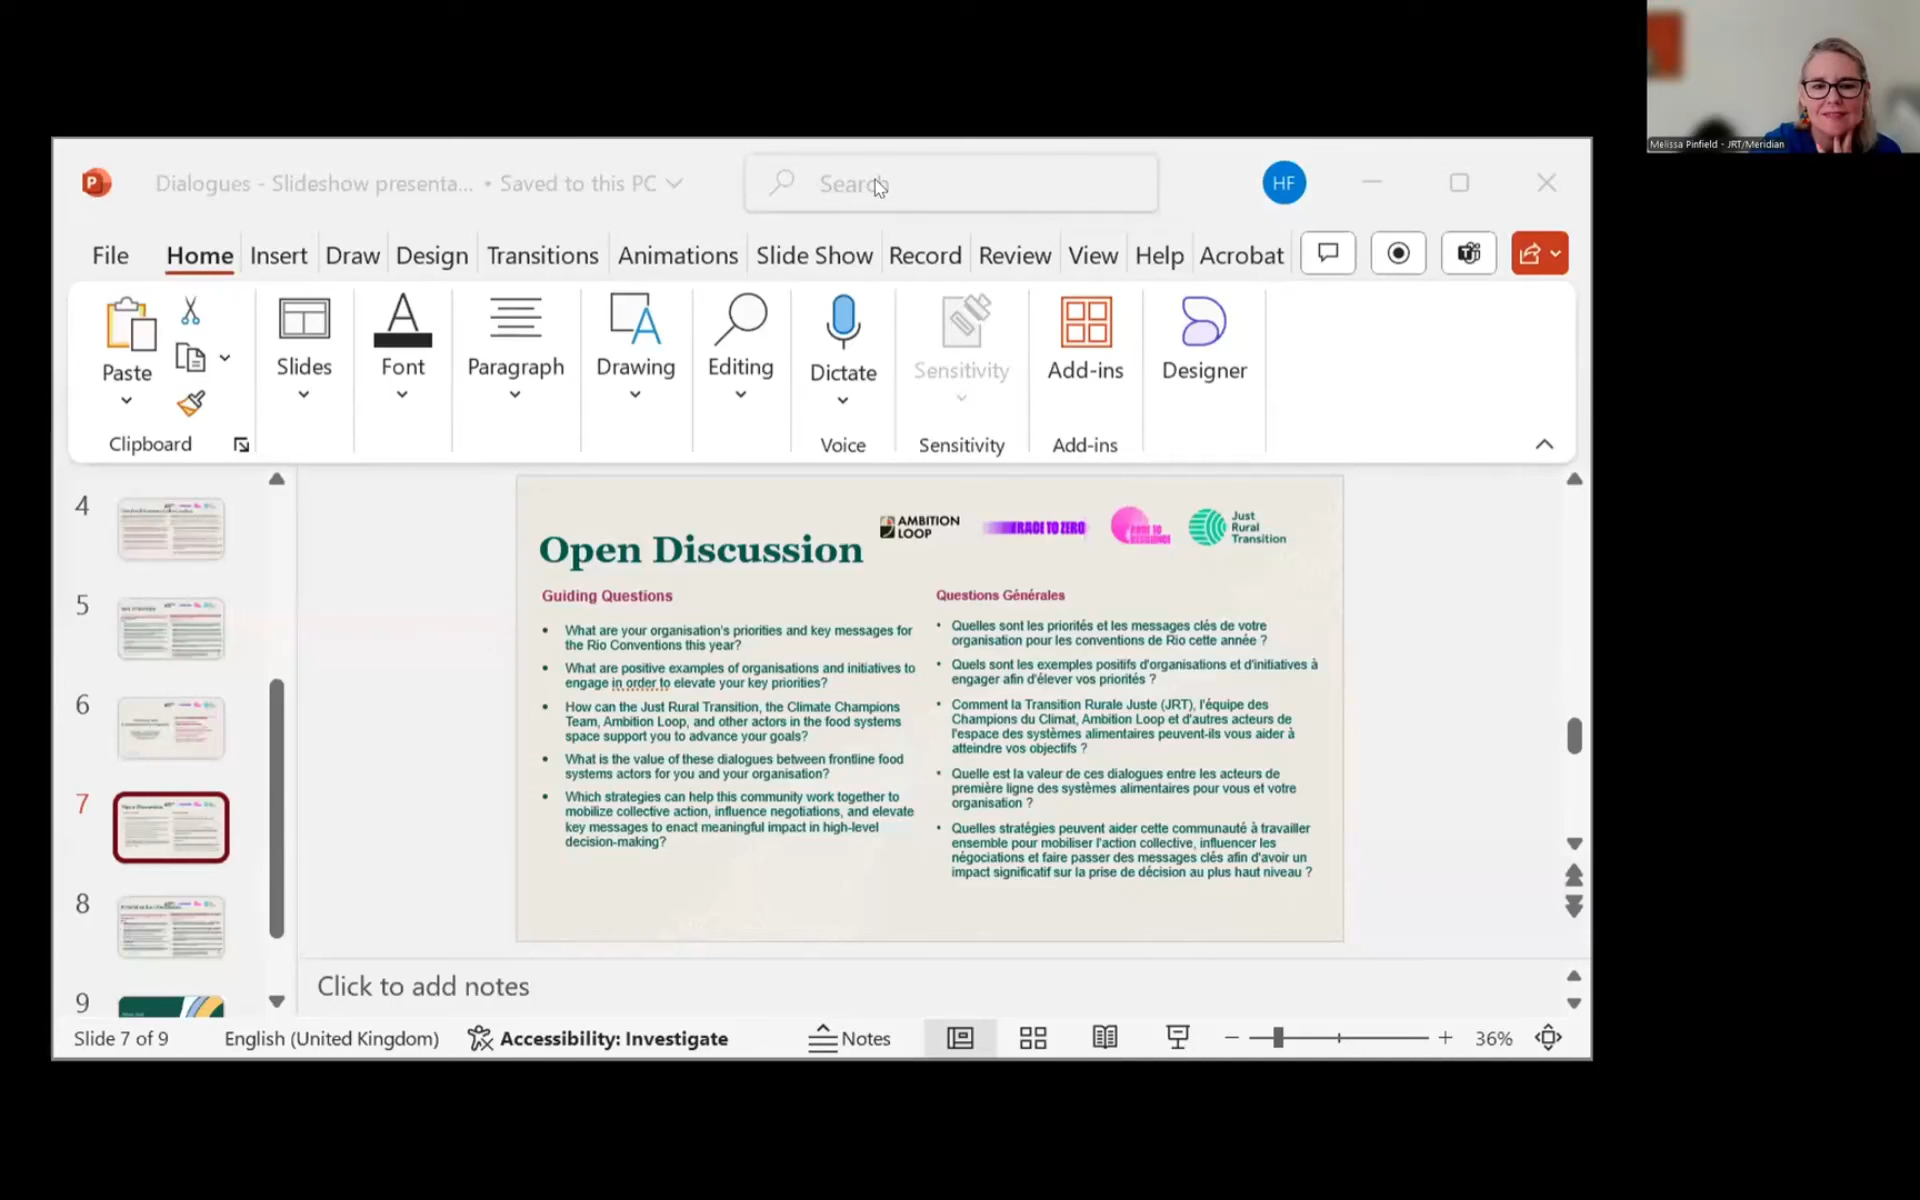 Melissa Pinfield - JRT/Meridian
Dialogues - Slideshow presenta... • Saved to this PC
Search
HF
File Home Insert Draw Design Transitions Animations Slide Show Record Review View Help Acrobat
Paste
Slides
Font
Paragraph
Drawing
Editing
Dictate
Sensitivity
Add-ins
Designer
Clipboard
Voice
Sensitivity
Add-ins
4
5
6
7
8
9
AMBITION
LOOP
RACE TO ZERO
RACE TO
RESILIENCE
Just
Rural
Transition
Open Discussion
Guiding Questions
• What are your organisation's priorities and key messages for
the Rio Conventions this year?
• What are positive examples of organisations and initiatives to
engage in order to elevate your key priorities?
• How can the Just Rural Transition, the Climate Champions
Team, Ambition Loop, and other actors in the food systems
space support you to advance your goals?
• What is the value of these dialogues between frontline food
systems actors for you and your organisation?
• Which strategies can help this community work together to
mobilize collective action, influence negotiations, and elevate
key messages to enact meaningful impact in high-level
decision-making?
Questions Générales
• Quelles sont les priorités et les messages clés de votre
organisation pour les conventions de Rio cette année ?
• Quels sont les exemples positifs d'organisations et d'initiatives à
engager afin d'élever vos priorités ?
• Comment la Transition Rurale Juste (JRT), l'équipe des
Champions du Climat, Ambition Loop et d'autres acteurs de
l'espace des systèmes alimentaires peuvent-ils vous aider à
atteindre vos objectifs ?
• Quelle est la valeur de ces dialogues entre les acteurs de
première ligne des systèmes alimentaires pour vous et votre
organisation ?
• Quelles stratégies peuvent aider cette communauté à travailler
ensemble pour mobiliser l'action collective, influencer les
négociations et faire passer des messages clés afin d'avoir un
impact significatif sur la prise de décision au plus haut niveau ?
Click to add notes
Slide 7 of 9
English (United Kingdom)
Accessibility: Investigate
Notes
36%